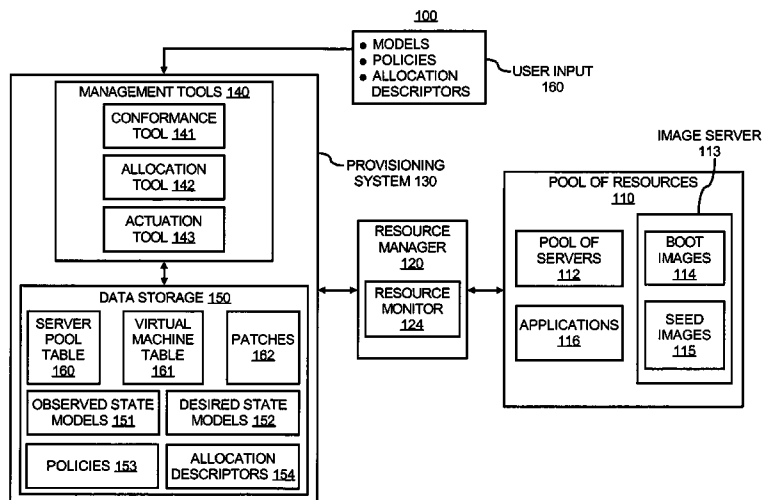 100
• MODELS
• POLICIES
• ALLOCATION
DESCRIPTORS
USER INPUT
160
MANAGEMENT TOOLS 140
CONFORMANCE
TOOL 141
ALLOCATION
TOOL 142
ACTUATION
TOOL 143
PROVISIONING
SYSTEM 130
DATA STORAGE 150
SERVER
POOL
TABLE
160
VIRTUAL
MACHINE
TABLE
161
PATCHES
162
OBSERVED STATE
MODELS 151
DESIRED STATE
MODELS 152
POLICIES 153
ALLOCATION
DESCRIPTORS 154
RESOURCE
MANAGER
120
RESOURCE
MONITOR
124
IMAGE SERVER
113
POOL OF RESOURCES
110
POOL OF
SERVERS
112
APPLICATIONS
116
BOOT
IMAGES
114
SEED
IMAGES
115